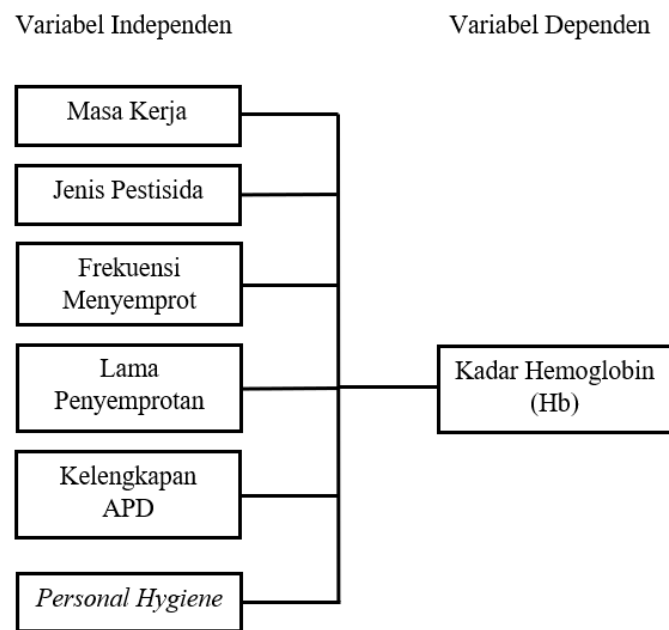 Variabel Independen
Variabel Dependen
Masa Kerja
Jenis Pestisida
Frekuensi
Menyemprot
Lama
Penyemprotan
Kadar Hemoglobin
(Hb)
Kelengkapan
APD
Personal Hygiene